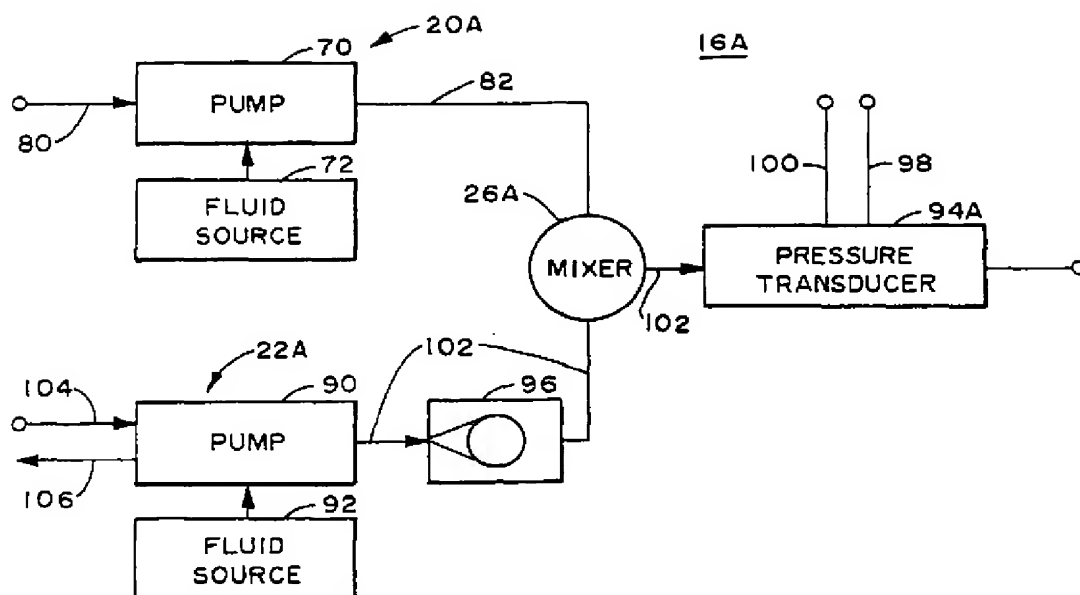 20A
16A
70
82
PUMP
80
72
100
98
FLUID
SOURCE
26A
94A
MIXER
PRESSURE
TRANSDUCER
102
22A
102
104
90
96
PUMP
106
92
FLUID
SOURCE